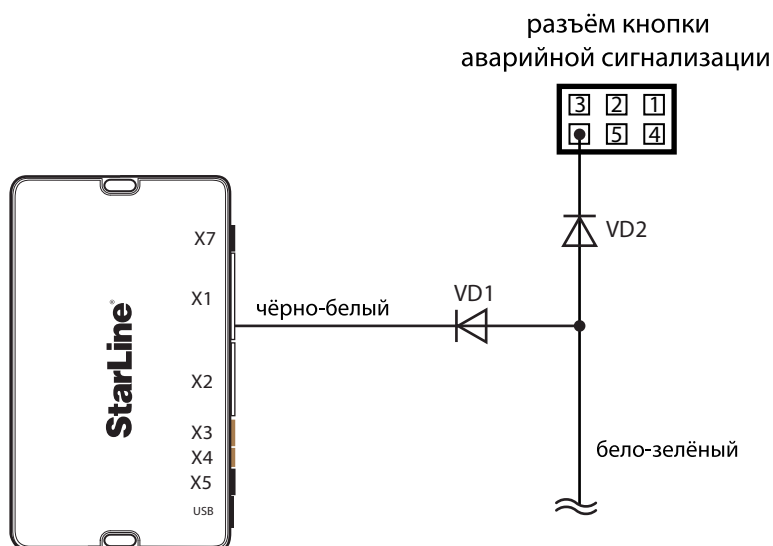 разъём кнопки
аварийной сигнализации
3 2 1
5 4
VD2
X7
X1
чёрно-белый
VD1
StarLine®
X2
X3
X4
X5
USB
бело-зелёный